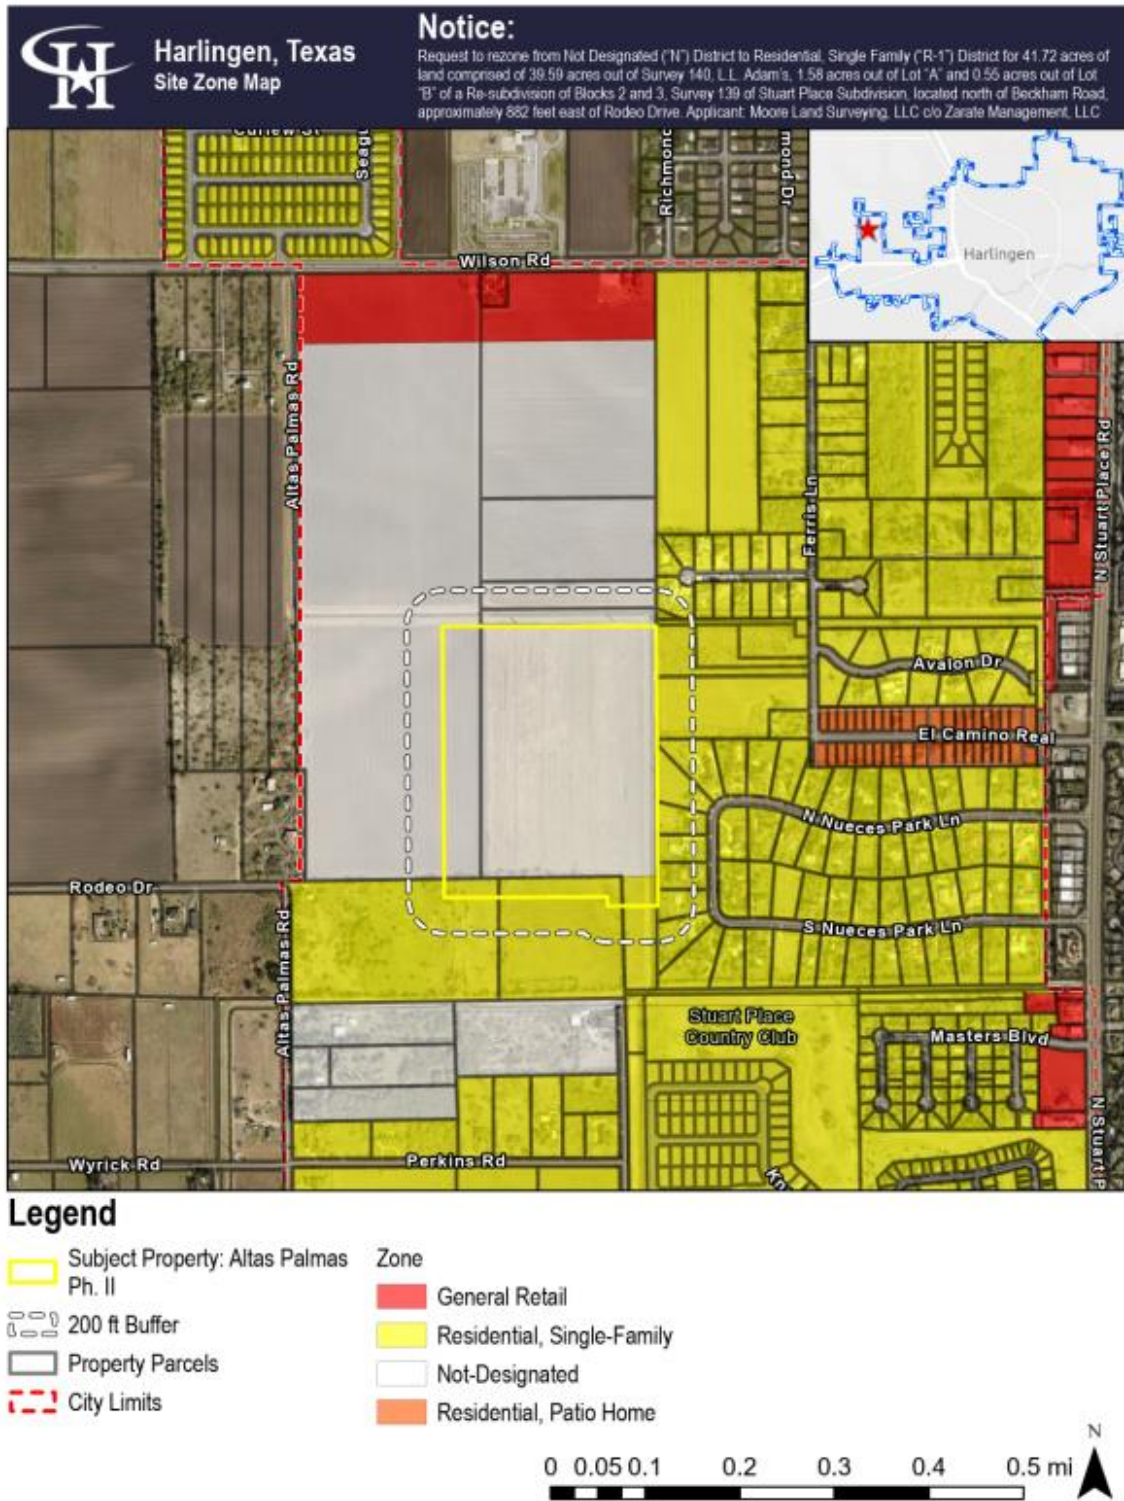 Harlingen, Texas
Site Zone Map
Notice:
Request to rezone from Not Designated ("N") District to Residential, Single Family ("R-1") District for 41.72 acres of
land comprised of 39.59 acres out of Survey 140, L.L. Adam's, 1.58 acres out of Lot "A" and 0.55 acres out of Lot
"B" of a Re-subdivision of Blocks 2 and 3, Survey 139 of Stuart Place Subdivision, located north of Beckham Road,
approximately 882 feet east of Rodeo Drive. Applicant: Moore Land Surveying, LLC c/o Zarate Management, LLC
Curlew St
Seagu
Richmond
mond Dr
Harlingen
Wilson Rd
Altas Palmas Rd
Ferris Ln
N Stuart Place Rd
Avalon Dr
El Camino Real
N Nueces Park Ln
Rodeo Dr
S Nueces Park Ln
Altas Palmas Rd
Stuart Place
Country Club
Masters Blvd
N Stuart P
Wyrick Rd
Perkins Rd
Kn
Legend
Subject Property: Altas Palmas
Ph. II
200 ft Buffer
Property Parcels
City Limits
Zone
General Retail
Residential, Single-Family
Not-Designated
Residential, Patio Home
N
0 0.05 0.1 0.2 0.3 0.4 0.5 mi